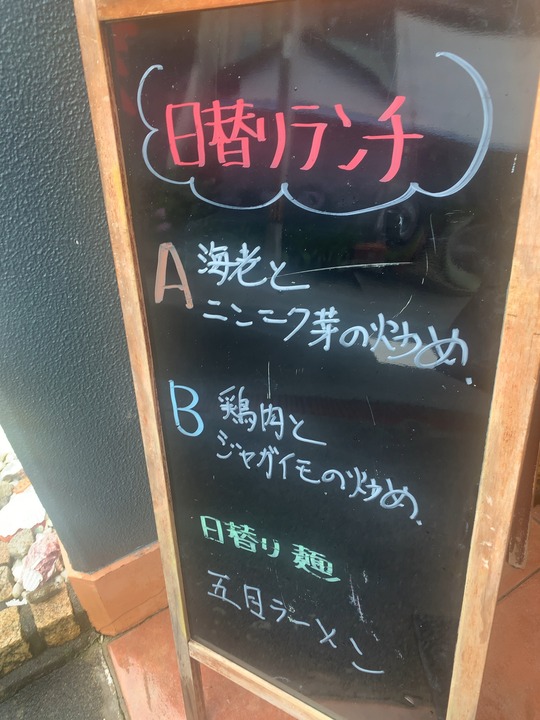 日替りランチ
A 海老と
ニンニク芽の炒め.
B 鶏肉と
ジャガイモの炒め.
日替り麺
五目ラーメン